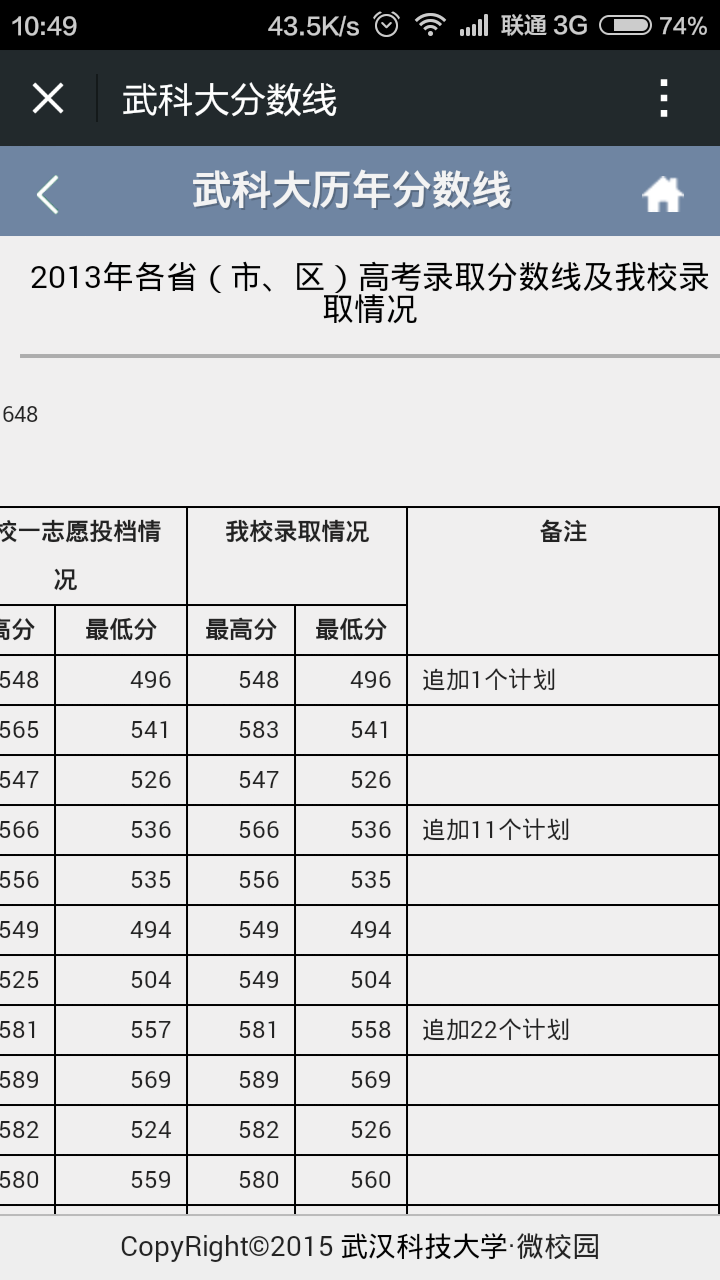 10:49 43.5K/s 联通 3G 74%
武科大分数线
武科大历年分数线
2013年各省（市、区）高考录取分数线及我校录
取情况
648
校一志愿投档情 我校录取情况 备注
况
高分 最低分 最高分 最低分
548 496 548 496 追加1个计划
565 541 583 541
547 526 547 526
566 536 566 536 追加11个计划
556 535 556 535
549 494 549 494
525 504 549 504
581 557 581 558 追加22个计划
589 569 589 569
582 524 582 526
580 559 580 560
CopyRight©2015 武汉科技大学·微校园